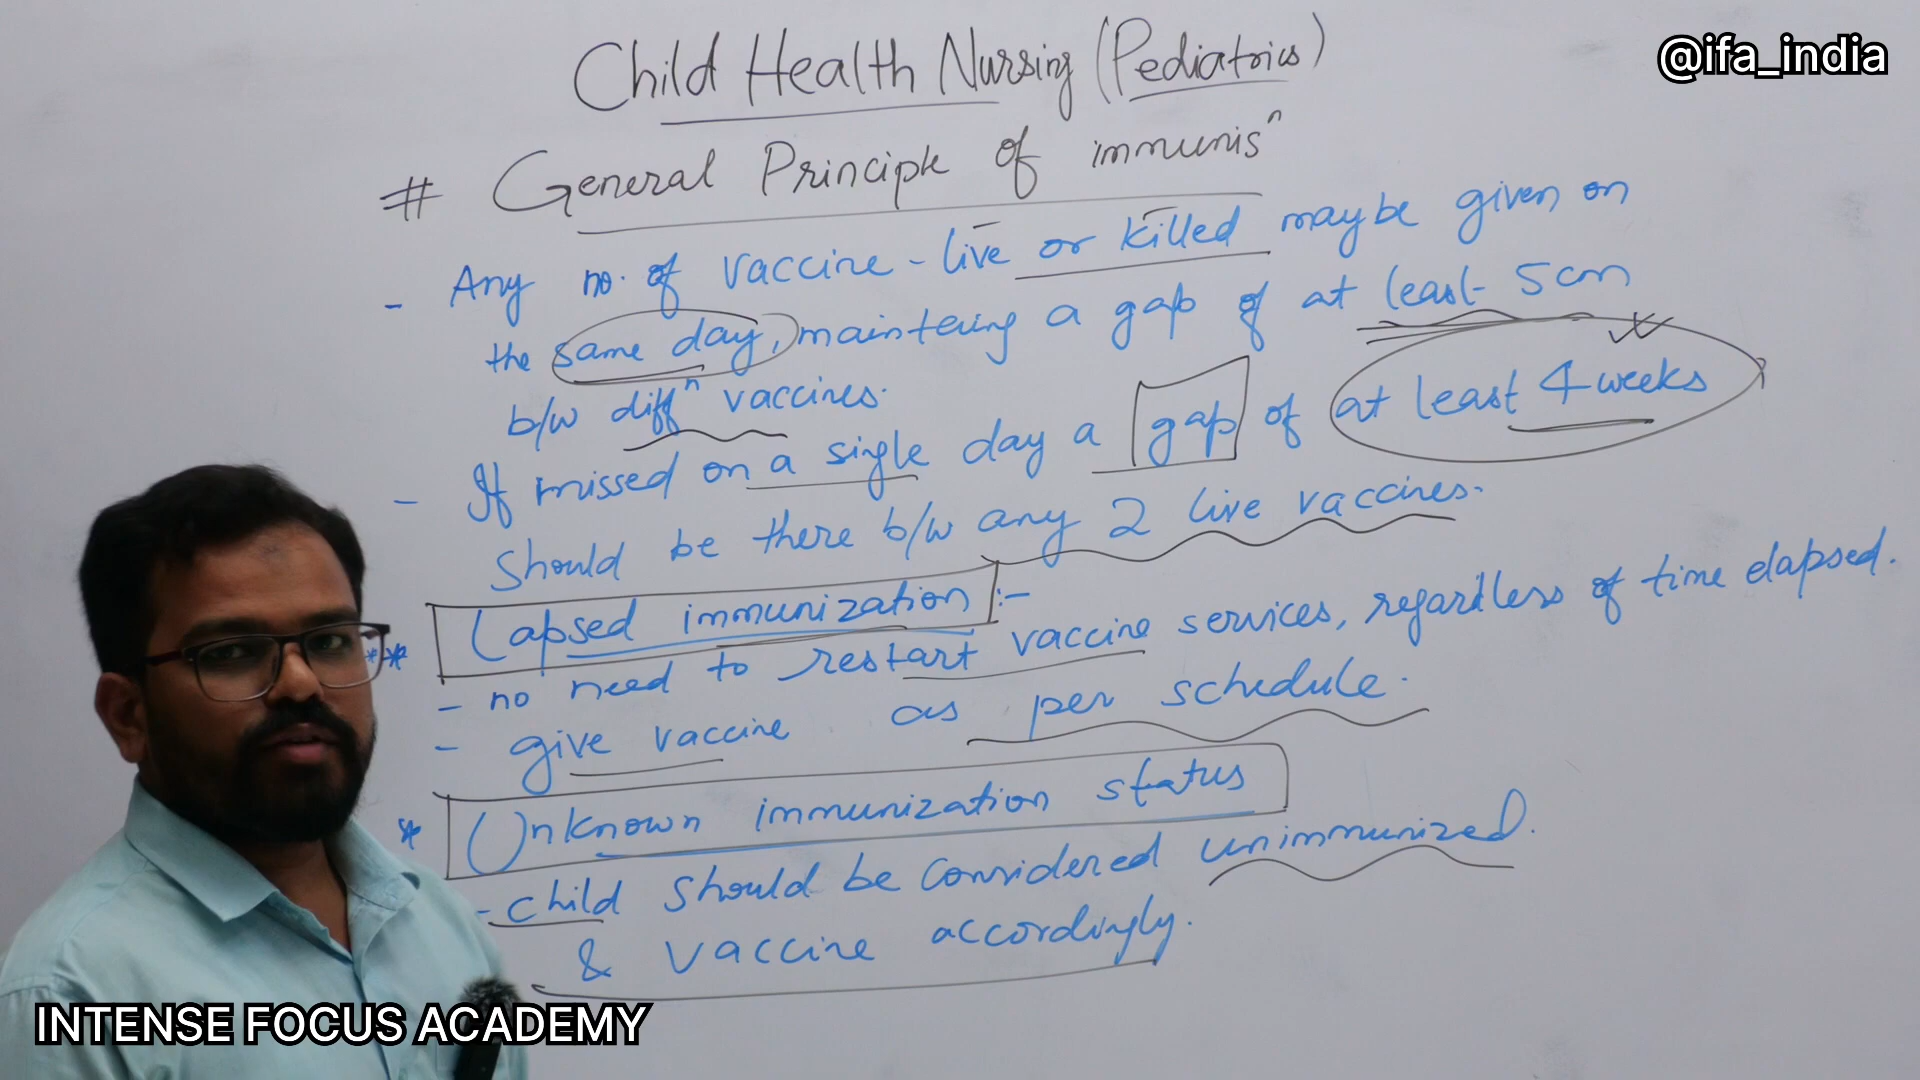 @ifa_india
Child Health Nursing (Pediatrics)
# General Principle of immunisⁿ
- Any no. of vaccine - live or killed maybe given on
the same day, maintening a gap of at least 5cm
b/w diffⁿ vaccines.
- If missed on a single day a gap of at least 4 weeks
should be there b/w any 2 live vaccines.
** Lapsed immunization :-
- no need to restart vaccine services, regardless of time elapsed.
- give vaccine as per schedule.
* Unknown immunization status
- child should be considered unimmunized.
& vaccine accordingly.
INTENSE FOCUS ACADEMY